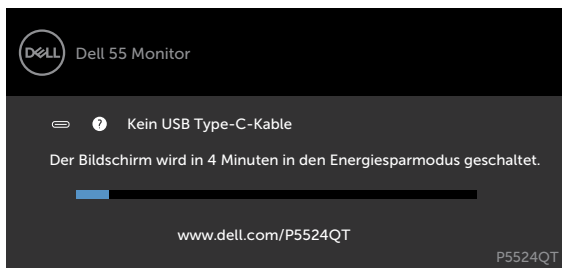 DELL
Dell 55 Monitor
? Kein USB Type-C-Kable
Der Bildschirm wird in 4 Minuten in den Energiesparmodus geschaltet.
www.dell.com/P5524QT
P5524QT